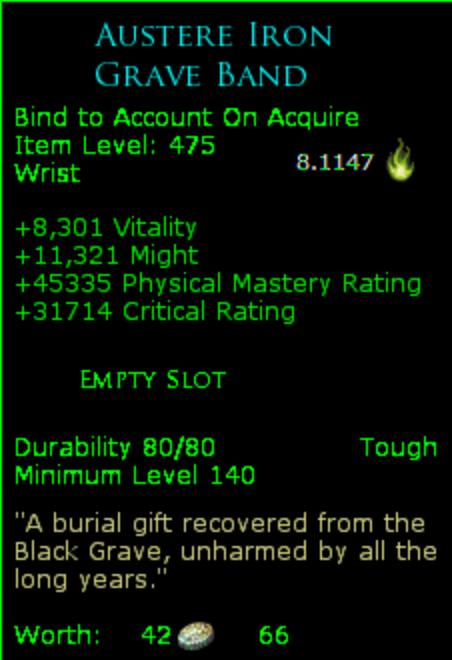 Austere Iron
Grave Band
Bind to Account On Acquire
Item Level: 475
Wrist 8.1147
+8,301 Vitality
+11,321 Might
+45335 Physical Mastery Rating
+31714 Critical Rating
Empty Slot
Durability 80/80 Tough
Minimum Level 140
"A burial gift recovered from the
Black Grave, unharmed by all the
long years."
Worth: 42 66